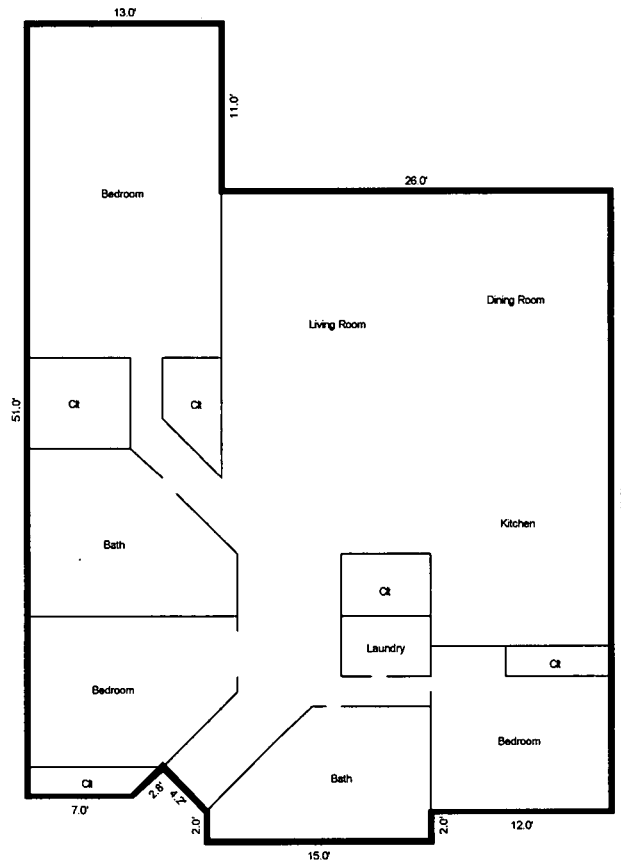 13.0'
11.0'
26.0'
Bedroom
Dining Room
Living Room
51.0'
Clt
Clt
Kitchen
Bath
Clt
Laundry
Clt
Bedroom
Bedroom
Bath
Clt
2.8'
4.2'
7.0'
2.0'
2.0'
12.0'
15.0'